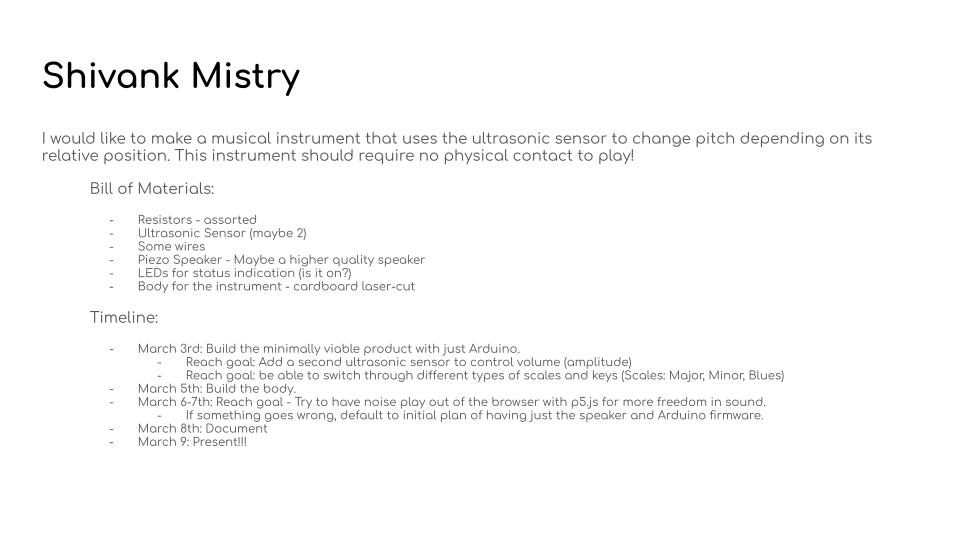 Shivank Mistry
I would like to make a musical instrument that uses the ultrasonic sensor to change pitch depending on its
relative position. This instrument should require no physical contact to play!
Bill of Materials:
- Resistors - assorted
- Ultrasonic Sensor (maybe 2)
- Some wires
- Piezo Speaker - Maybe a higher quality speaker
- LEDs for status indication (is it on?)
- Body for the instrument - cardboard laser-cut
Timeline:
- March 3rd: Build the minimally viable product with just Arduino.
- Reach goal: Add a second ultrasonic sensor to control volume (amplitude)
- Reach goal: be able to switch through different types of scales and keys (Scales: Major, Minor, Blues)
- March 5th: Build the body.
- March 6-7th: Reach goal - Try to have noise play out of the browser with p5.js for more freedom in sound.
- If something goes wrong, default to initial plan of having just the speaker and Arduino firmware.
- March 8th: Document
- March 9: Present!!!